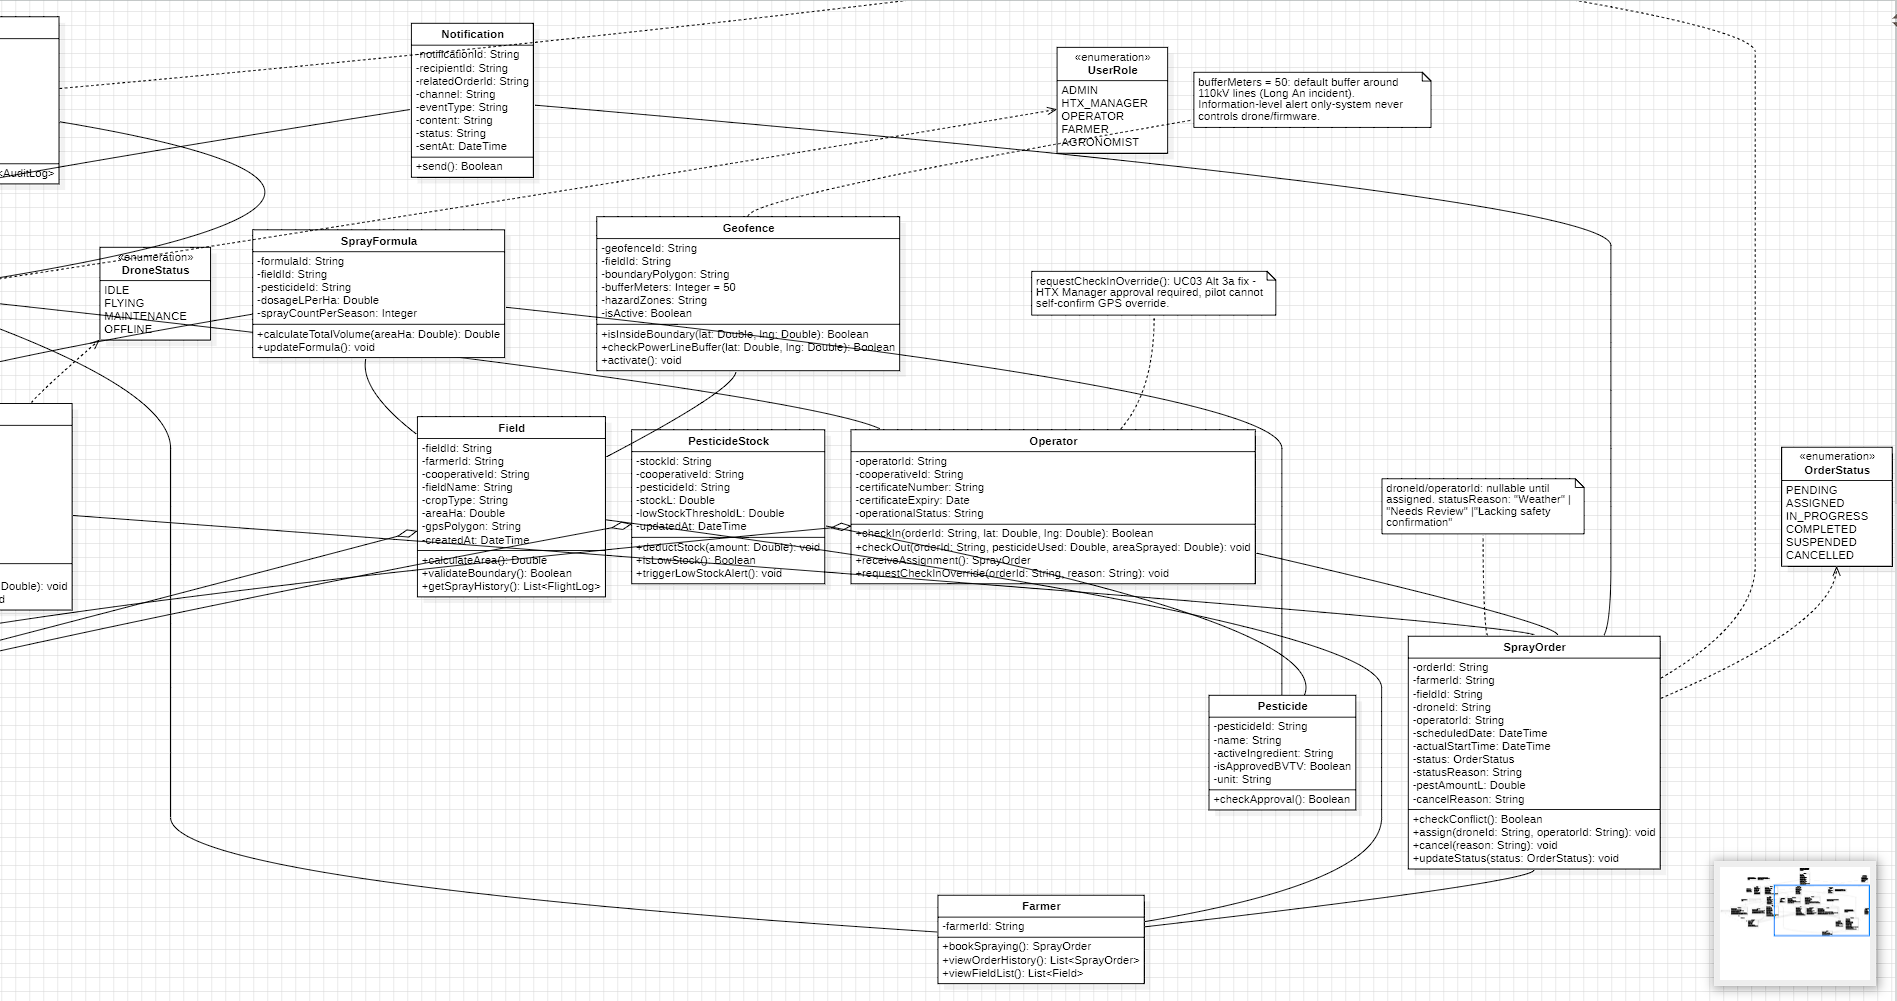 <AuditLog>
Notification
-notificationId: String
-recipientId: String
-relatedOrderId: String
-channel: String
-eventType: String
-content: String
-status: String
-sentAt: DateTime
+send(): Boolean
«enumeration»
UserRole
ADMIN
HTX_MANAGER
OPERATOR
FARMER
AGRONOMIST
bufferMeters = 50: default buffer around
110kV lines (Long An incident).
Information-level alert only-system never
controls drone/firmware.
«enumeration»
DroneStatus
IDLE
FLYING
MAINTENANCE
OFFLINE
SprayFormula
-formulaId: String
-fieldId: String
-pesticideId: String
-dosageLPerHa: Double
-sprayCountPerSeason: Integer
+calculateTotalVolume(areaHa: Double): Double
+updateFormula(): void
Geofence
-geofenceId: String
-fieldId: String
-boundaryPolygon: String
-bufferMeters: Integer = 50
-hazardZones: String
-isActive: Boolean
+isInsideBoundary(lat: Double, lng: Double): Boolean
+checkPowerLineBuffer(lat: Double, lng: Double): Boolean
+activate(): void
requestCheckInOverride(): UC03 Alt 3a fix -
HTX Manager approval required, pilot cannot
self-confirm GPS override.
Double): void
d
Field
-fieldId: String
-farmerId: String
-cooperativeId: String
-fieldName: String
-cropType: String
-areaHa: Double
-gpsPolygon: String
-createdAt: DateTime
+calculateArea(): Double
+validateBoundary(): Boolean
+getSprayHistory(): List<FlightLog>
PesticideStock
-stockId: String
-cooperativeId: String
-pesticideId: String
-stockL: Double
-lowStockThresholdL: Double
-updatedAt: DateTime
+deductStock(amount: Double): void
+isLowStock(): Boolean
+triggerLowStockAlert(): void
Operator
-operatorId: String
-cooperativeId: String
-certificateNumber: String
-certificateExpiry: Date
-operationalStatus: String
+checkIn(orderId: String, lat: Double, lng: Double): Boolean
+checkOut(orderId: String, pesticideUsed: Double, areaSprayed: Double): void
+receiveAssignment(): SprayOrder
+requestCheckInOverride(orderId: String, reason: String): void
droneId/operatorId: nullable until
assigned. statusReason: "Weather" |
"Needs Review" |"Lacking safety
confirmation"
«enumeration»
OrderStatus
PENDING
ASSIGNED
IN_PROGRESS
COMPLETED
SUSPENDED
CANCELLED
SprayOrder
-orderId: String
-farmerId: String
-fieldId: String
-droneId: String
-operatorId: String
-scheduledDate: DateTime
-actualStartTime: DateTime
-status: OrderStatus
-statusReason: String
-pestAmountL: Double
-cancelReason: String
+checkConflict(): Boolean
+assign(droneId: String, operatorId: String): void
+cancel(reason: String): void
+updateStatus(status: OrderStatus): void
Pesticide
-pesticideId: String
-name: String
-activeIngredient: String
-isApprovedBVTV: Boolean
-unit: String
+checkApproval(): Boolean
Farmer
-farmerId: String
+bookSpraying(): SprayOrder
+viewOrderHistory(): List<SprayOrder>
+viewFieldList(): List<Field>